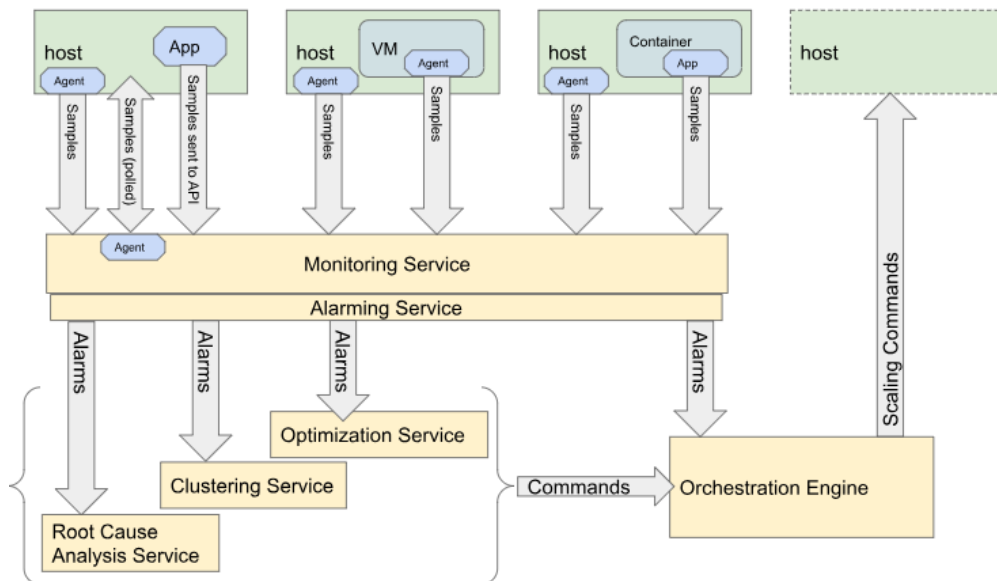 host
App
Agent
VM
Agent
host
Agent
Container
App
host
Agent
host
Samples
Samples (polled)
Samples sent to API
Samples
Samples
Samples
Samples
Agent
Monitoring Service
Alarming Service
Alarms
Alarms
Alarms
Alarms
Scaling Commands
Optimization Service
Clustering Service
Root Cause
Analysis Service
Commands
Orchestration Engine